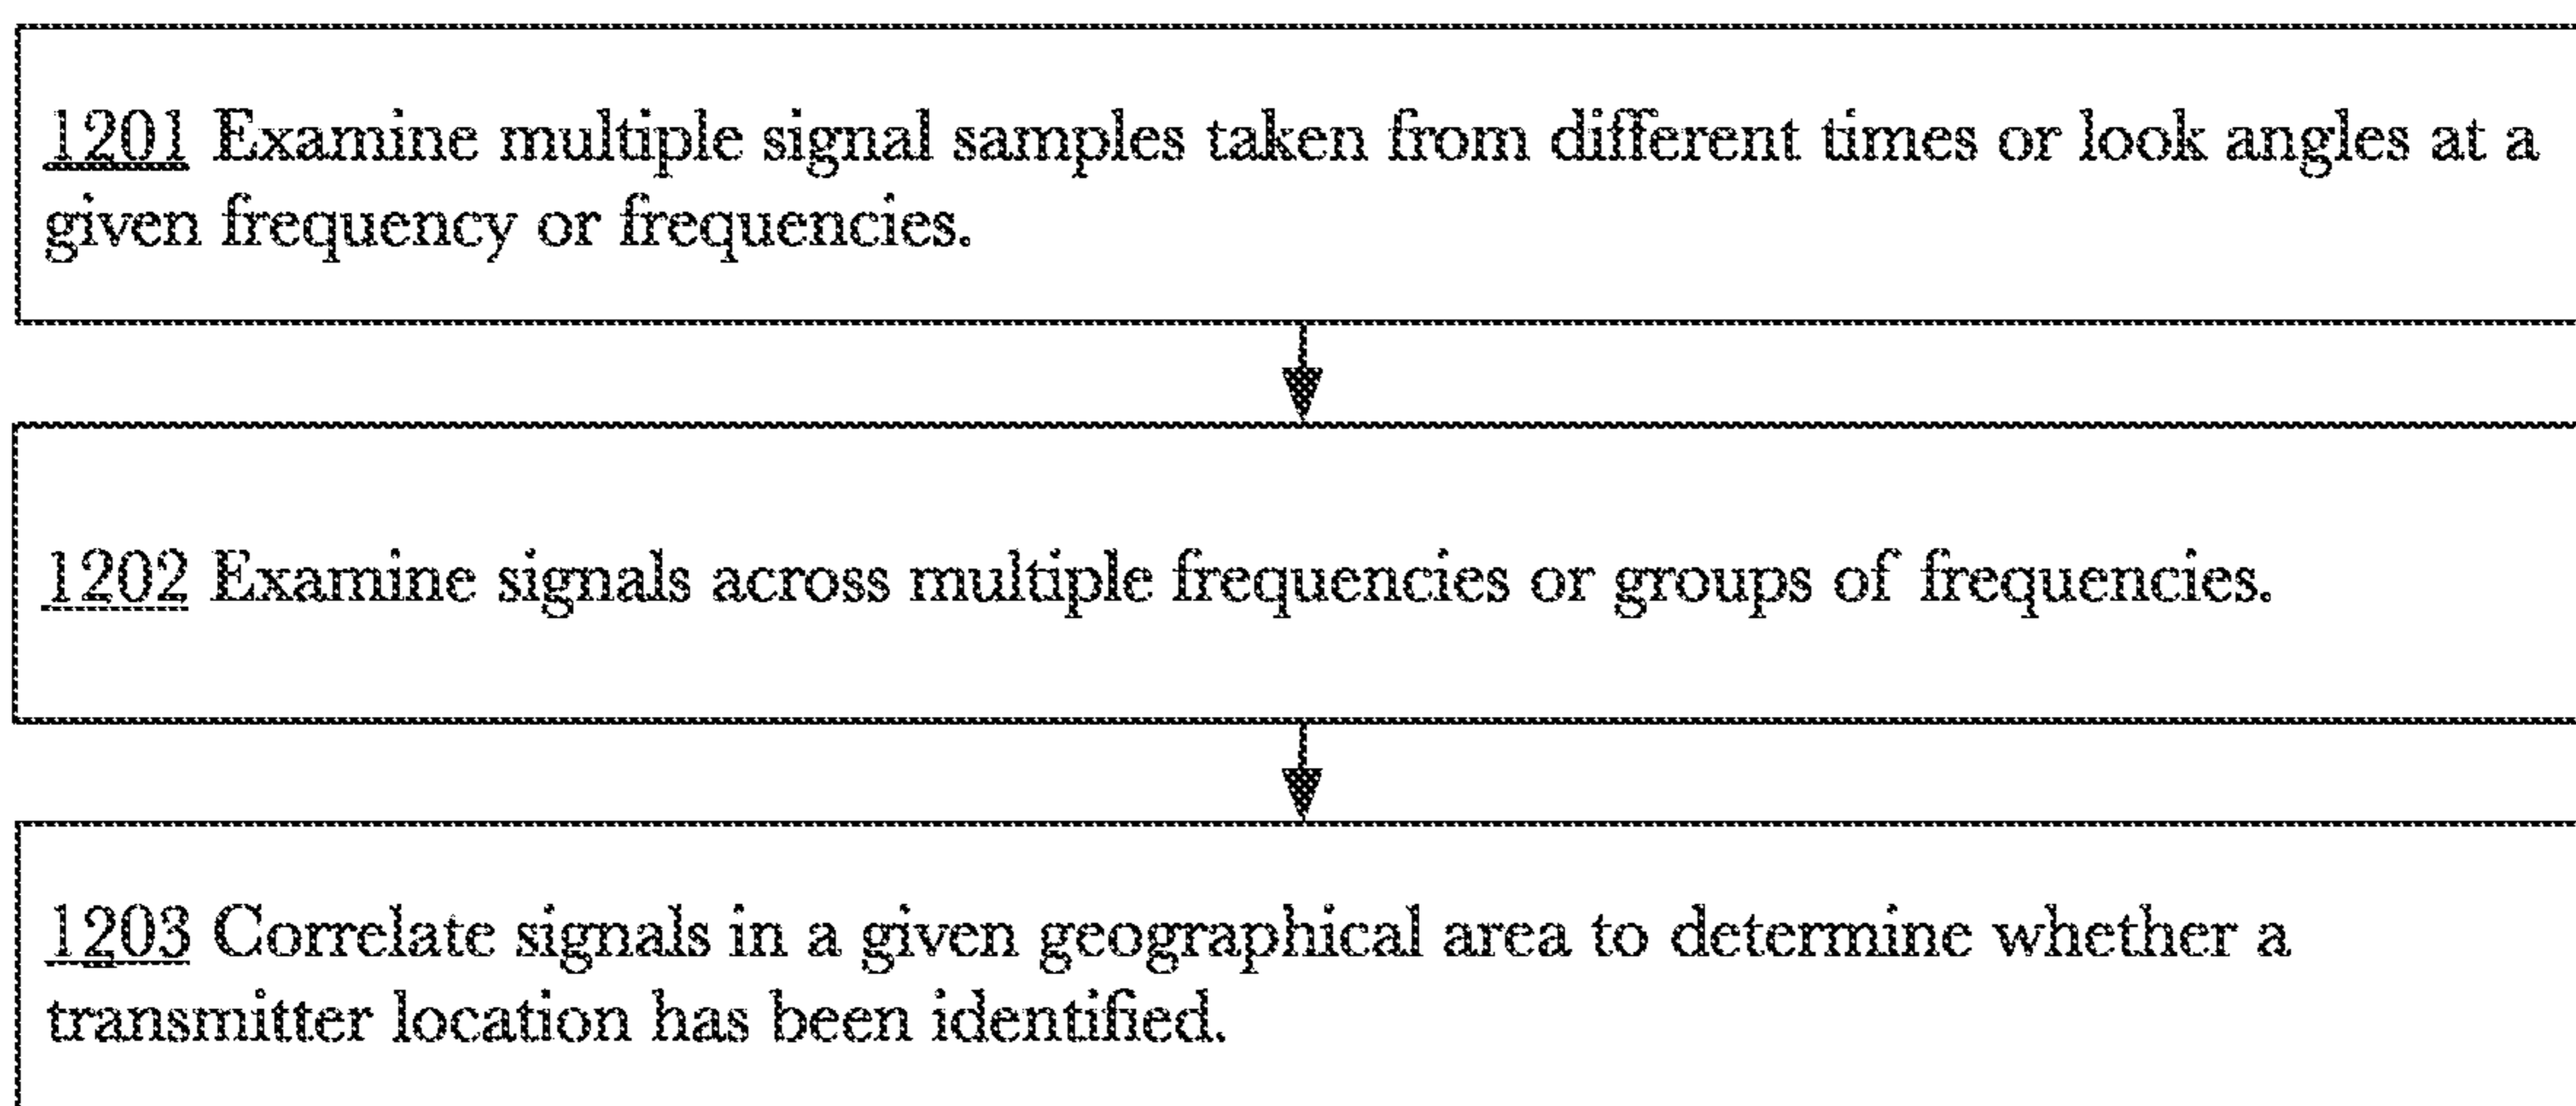 1201 Examine multiple signal samples taken from different times or look angles at a
given frequency or frequencies.
1202 Examine signals across multiple frequencies or groups of frequencies.
1203 Correlate signals in a given geographical area to determine whether a
transmitter location has been identified.